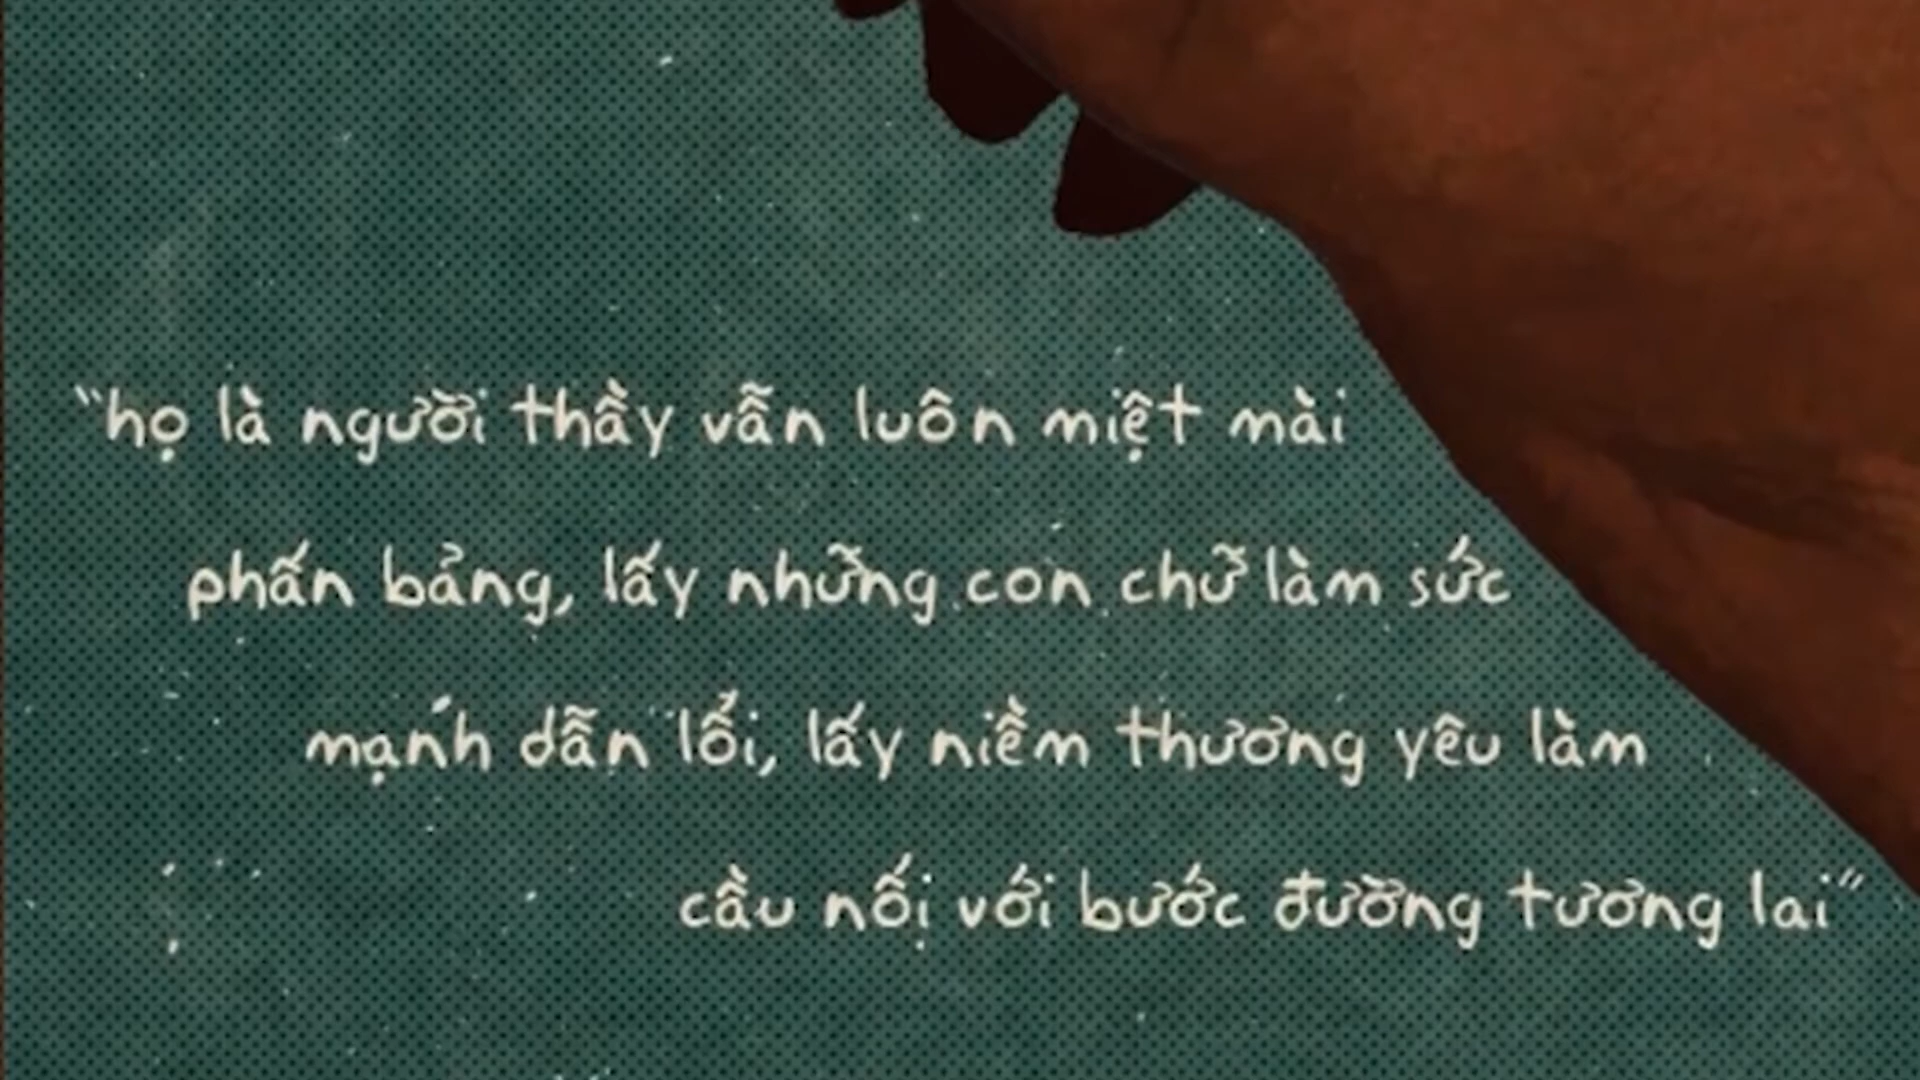 “họ là người thầy vẫn luôn miệt mài
phấn bảng, lấy những con chữ làm sức
mạnh dẫn lối, lấy niềm thương yêu làm
cầu nối với bước đường tương lai“